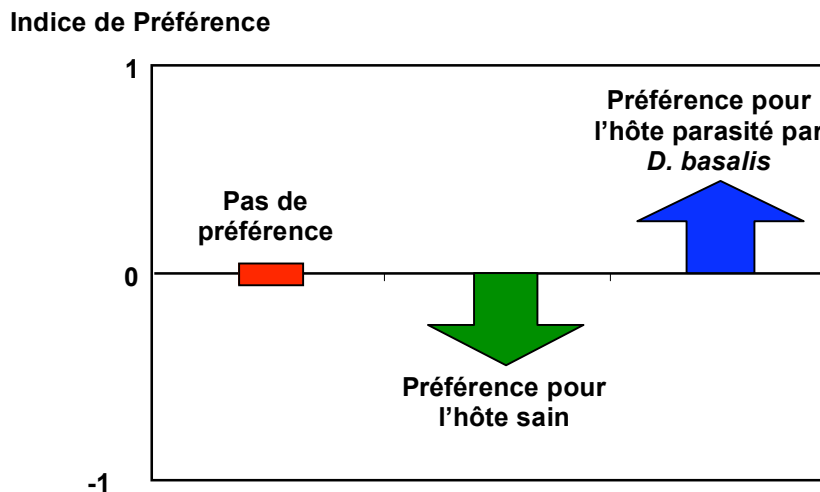 Indice de Préférence
1
Préférence pour
l’hôte parasité par
D. basalis
Pas de
préférence
0
Préférence pour
l’hôte sain
-1